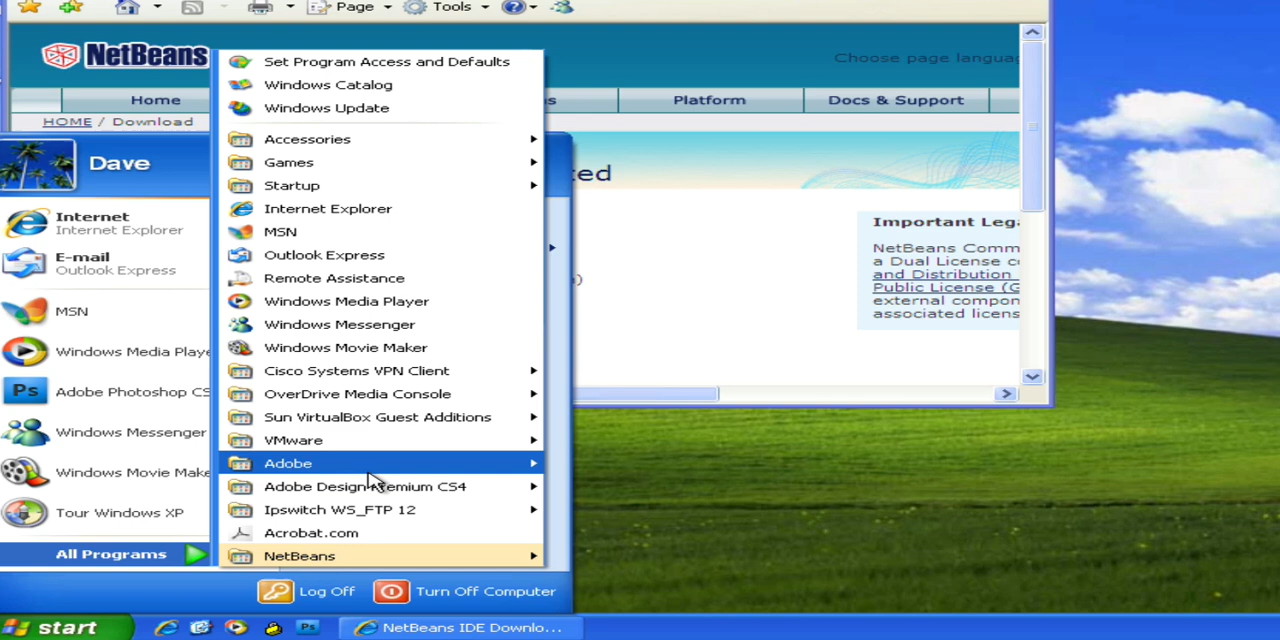 Page
Tools
NetBeans
Choose page languag
Home
s
Platform
Docs & Support
HOME / Download
ted
Important Lega
NetBeans Comm
a Dual License co
and Distribution
Public License (G
external compon
associated licens
)
Dave
Internet
Internet Explorer
E-mail
Outlook Express
MSN
Windows Media Playe
Ps Adobe Photoshop CS
Windows Messenger
Windows Movie Make
Tour Windows XP
All Programs
Set Program Access and Defaults
Windows Catalog
Windows Update
Accessories
Games
Startup
Internet Explorer
MSN
Outlook Express
Remote Assistance
Windows Media Player
Windows Messenger
Windows Movie Maker
Cisco Systems VPN Client
OverDrive Media Console
Sun VirtualBox Guest Additions
VMware
Adobe
Adobe Design Premium CS4
Ipswitch WS_FTP 12
Acrobat.com
NetBeans
Log Off
Turn Off Computer
start
Ps
NetBeans IDE Downlo...